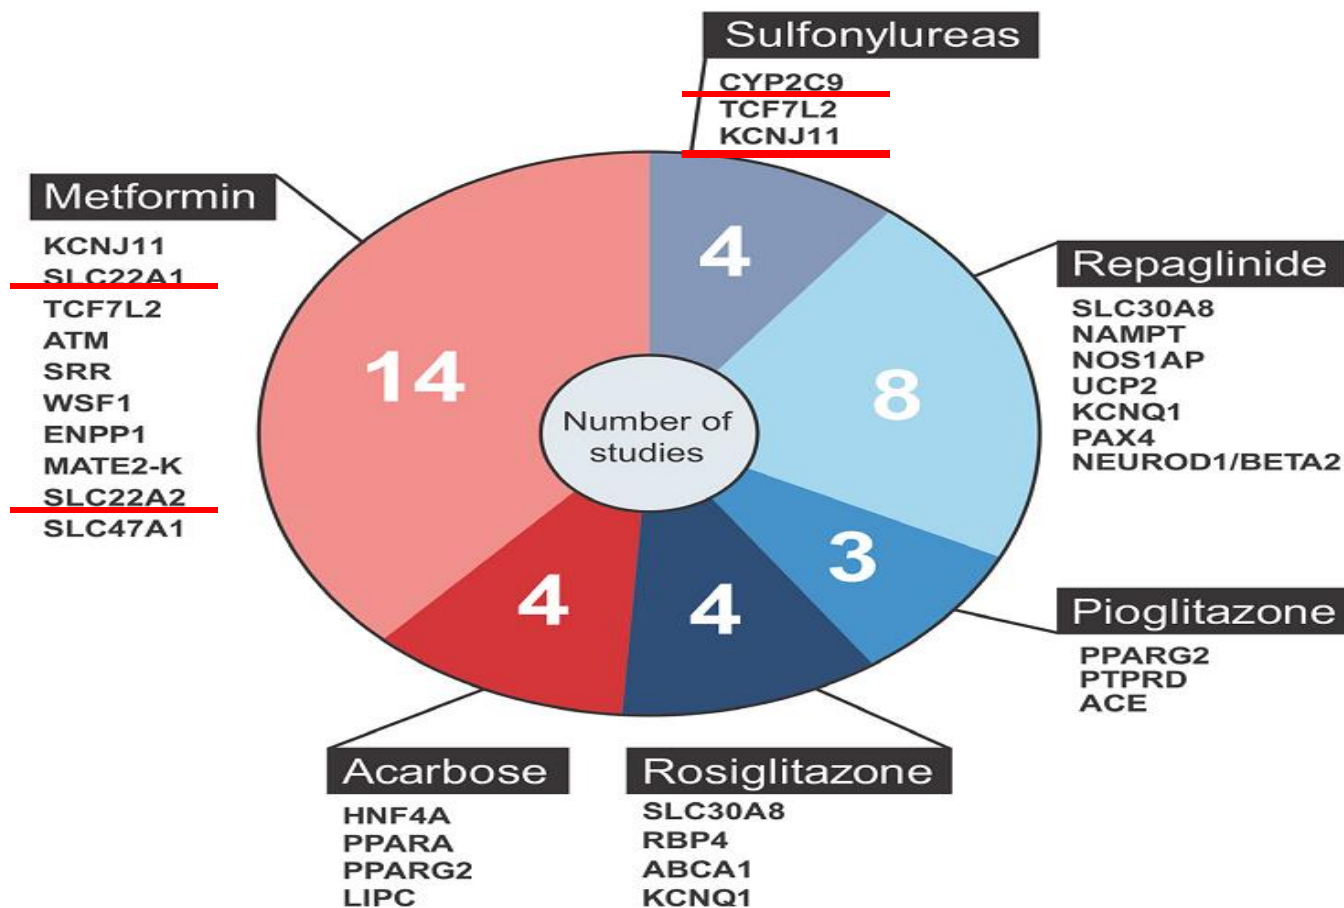 Sulfonylureas
CYP2C9
TCF7L2
KCNJ11
4
Metformin
KCNJ11
SLC22A1
TCF7L2
ATM
SRR
WSF1
ENPP1
MATE2-K
SLC22A2
SLC47A1
14
Repaglinide
SLC30A8
NAMPT
NOS1AP
UCP2
KCNQ1
PAX4
NEUROD1/BETA2
8
Number of
studies
3
Pioglitazone
PPARG2
PTPRD
ACE
4
4
Acarbose
HNF4A
PPARA
PPARG2
LIPC
Rosiglitazone
SLC30A8
RBP4
ABCA1
KCNQ1